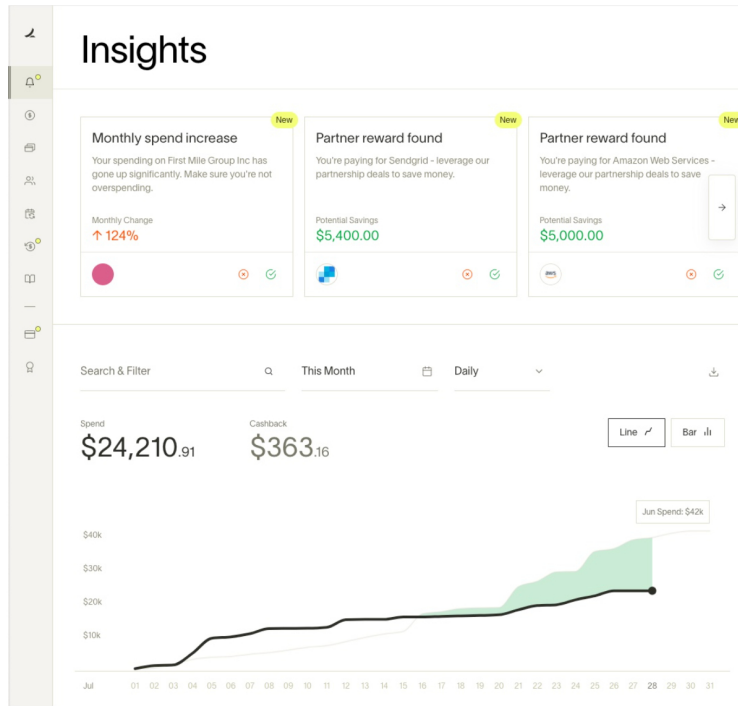 Insights
New
Monthly spend increase
Your spending on First Mile Group Inc has
gone up significantly. Make sure you're not
overspending.
Monthly Change
↑ 124%
New
Partner reward found
You're paying for Sendgrid - leverage our
partnership deals to save money.
Potential Savings
$5,400.00
New
Partner reward found
You're paying for Amazon Web Services -
leverage our partnership deals to save
money.
Potential Savings
$5,000.00
aws
Search & Filter
This Month
Daily
Spend
$24,210.91
Cashback
$363.16
Line
Bar
Jun Spend: $42k
$40k
$30k
$20k
$10k
Jul 01 02 03 04 05 06 07 08 09 10 11 12 13 14 15 16 17 18 19 20 21 22 23 24 25 26 27 28 29 30 31